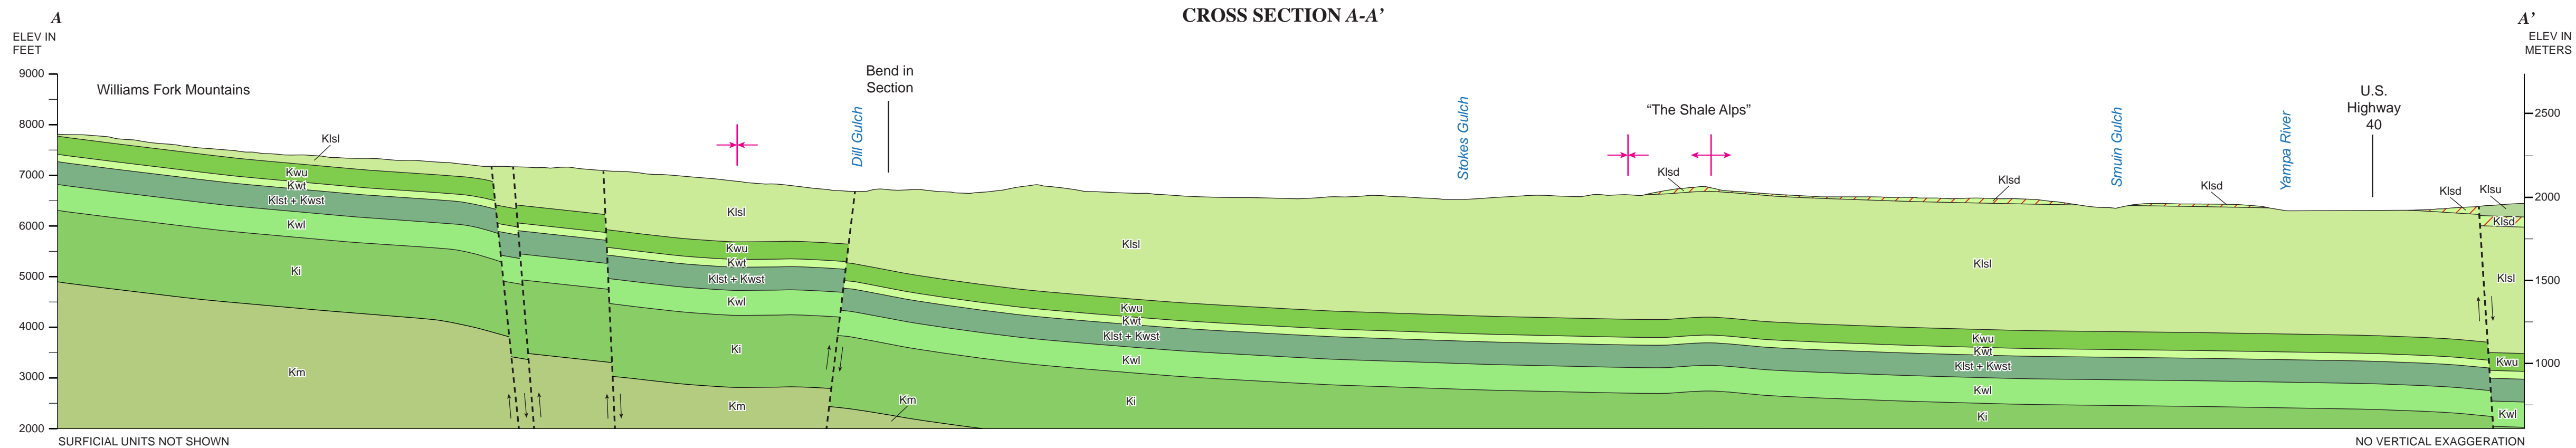 CROSS SECTION A-A’
A
A’
ELEV IN
FEET
ELEV IN
METERS
9000
8000
7000
6000
5000
4000
3000
2000
2500
2000
1500
1000
Williams Fork Mountains
Dill Gulch
Bend in
Section
Stokes Gulch
“The Shale Alps”
Smuin Gulch
Yampa River
U.S.
Highway
40
Klsl
Kwu
Kwt
Klst + Kwst
Kwl
Ki
Km
Klsl
Kwu
Kwt
Klst + Kwst
Kwl
Ki
Km
Km
Klsl
Kwu
Kwt
Klst + Kwst
Kwl
Ki
Klsd
Klsd
Klsd
Klsd
Klsu
Klsd
Klsl
Kwu
Kwt
Klst + Kwst
Kwl
Ki
Klsl
Kwu
Kwl
SURFICIAL UNITS NOT SHOWN
NO VERTICAL EXAGGERATION